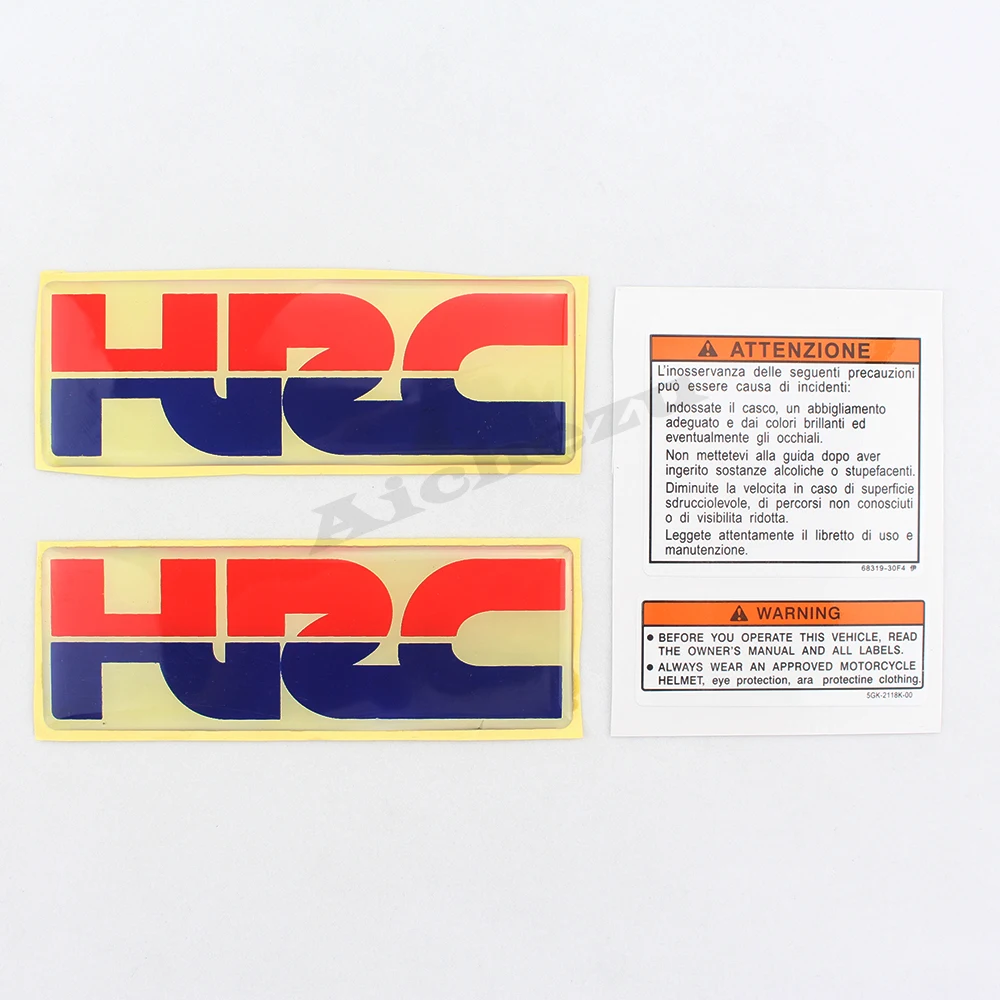 HRC
HRC
Aichezu
ATTENZIONE
L'inosservanza delle seguenti precauzioni
può essere causa di incidenti:
Indossate il casco, un abbigliamento
adeguato e dai colori brillanti ed
eventualmente gli occhiali.
Non mettetevi alla guida dopo aver
ingerito sostanze alcoliche o stupefacenti.
Diminuite la velocita in caso di superficie
sdrucciolevole, di percorsi non conosciuti
o di visibilita ridotta.
Leggete attentamente il libretto di uso e
manutenzione.
68319-30F4 伊
WARNING
● BEFORE YOU OPERATE THIS VEHICLE, READ
THE OWNER'S MANUAL AND ALL LABELS.
● ALWAYS WEAR AN APPROVED MOTORCYCLE
HELMET, eye protection, ara protectine clothing.
5GK-2118K-00